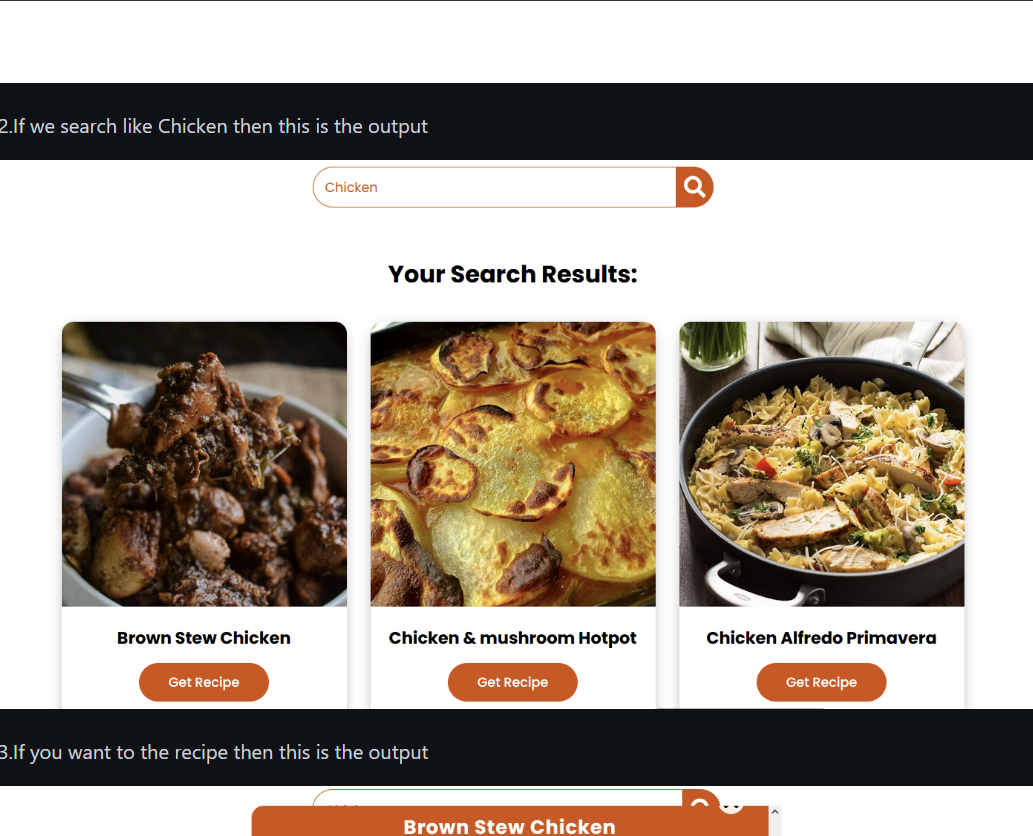 2.If we search like Chicken then this is the output
Chicken
Your Search Results:
Brown Stew Chicken
Chicken & mushroom Hotpot
Chicken Alfredo Primavera
Get Recipe
Get Recipe
Get Recipe
3.If you want to the recipe then this is the output
Brown Stew Chicken